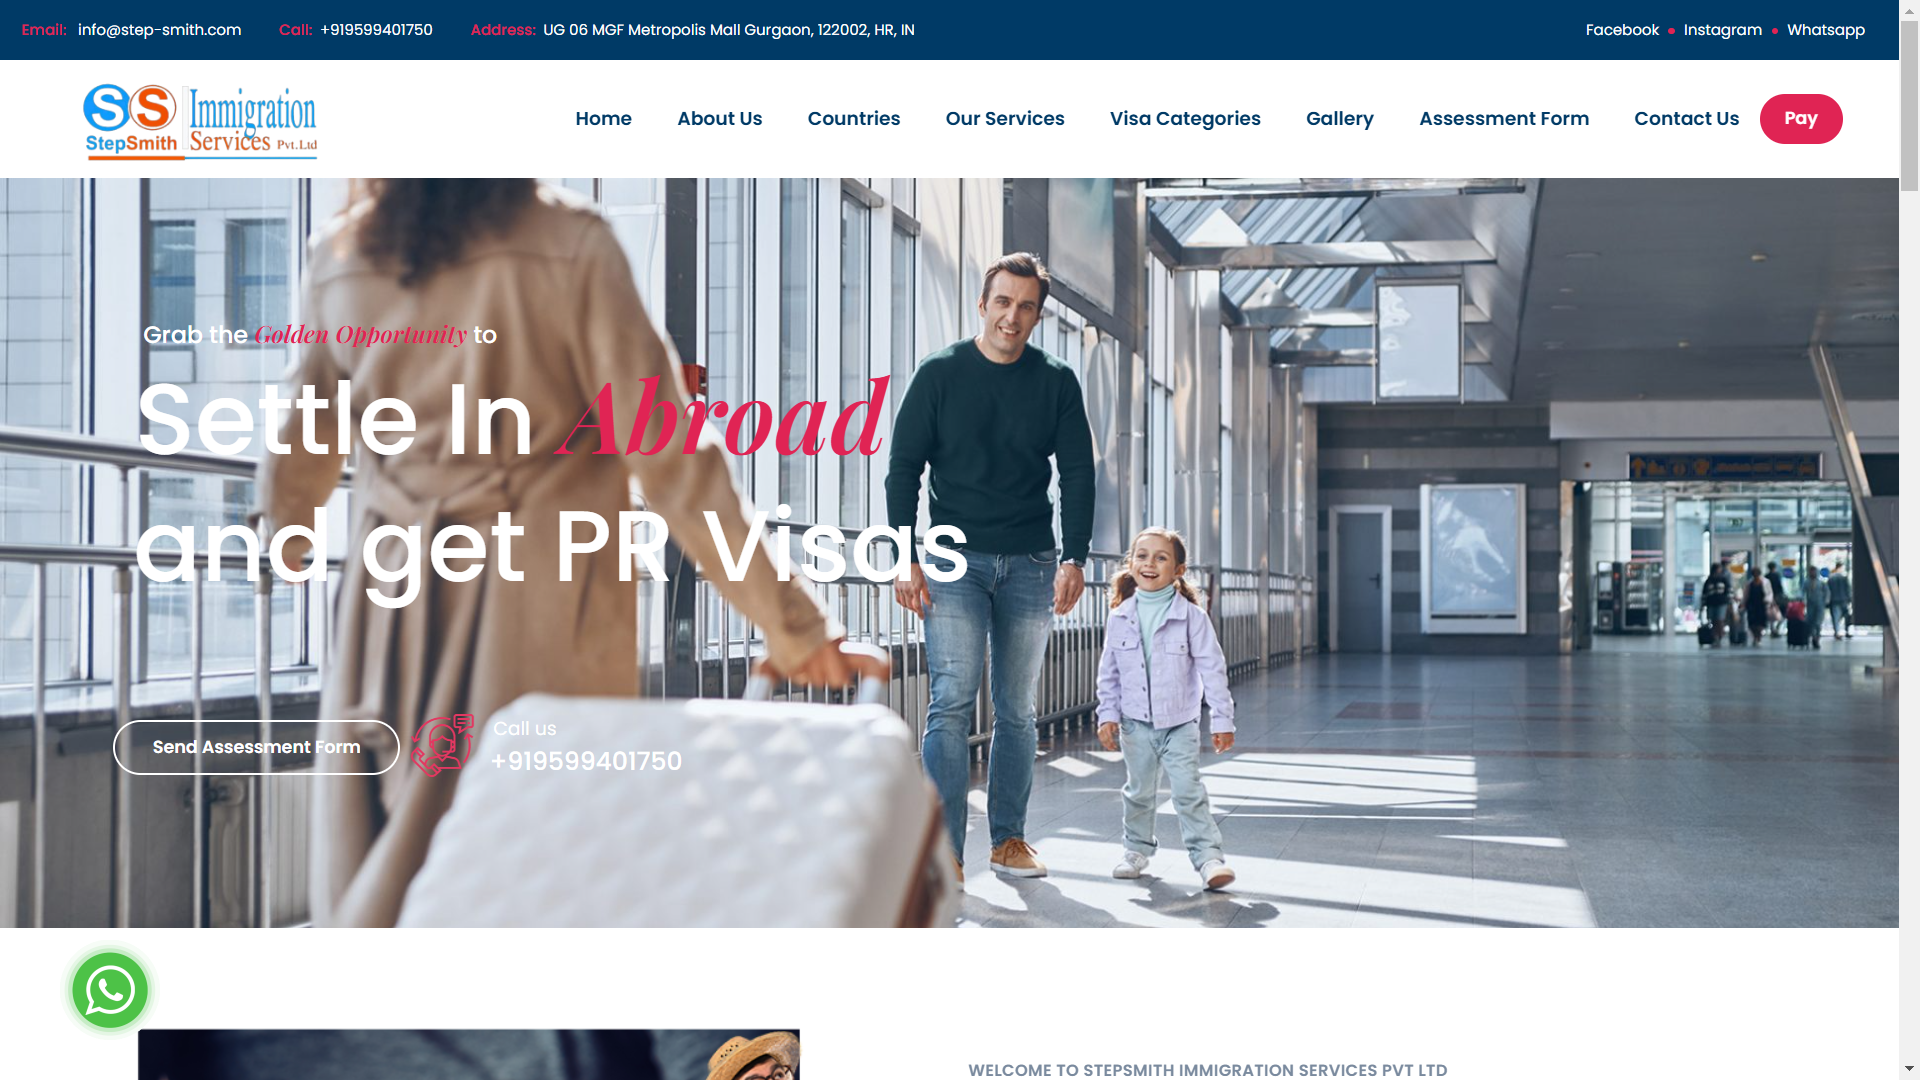 Email: info@step-smith.com Call: +919599401750 Address: UG 06 MGF Metropolis Mall Gurgaon, 122002, HR, IN Facebook Instagram Whatsapp
SS Immigration
StepSmith Services Pvt.Ltd
Home About Us Countries Our Services Visa Categories Gallery Assessment Form Contact Us Pay
Grab the Golden Opportunity to
Settle In Abroad
and get PR Visas
Send Assessment Form
Call us
+919599401750
WELCOME TO STEPSMITH IMMIGRATION SERVICES PVT LTD